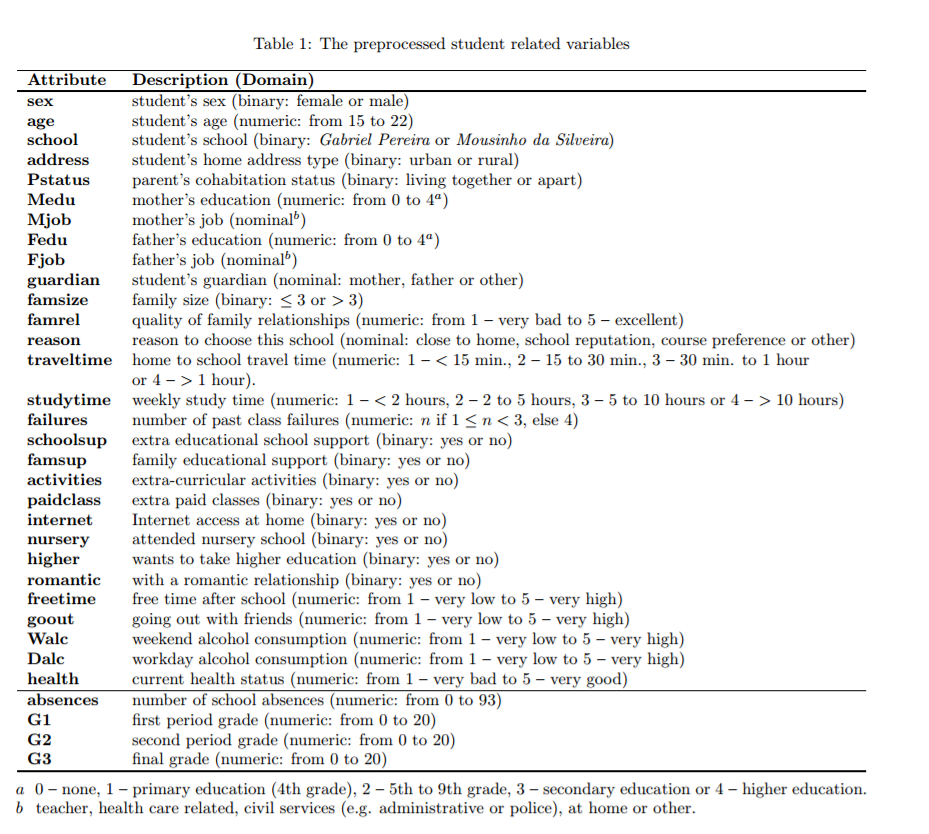 Table 1: The preprocessed student related variables
Attribute Description (Domain)
sex student's sex (binary: female or male)
age student's age (numeric: from 15 to 22)
school student's school (binary: Gabriel Pereira or Mousinho da Silveira)
address student's home address type (binary: urban or rural)
Pstatus parent's cohabitation status (binary: living together or apart)
Medu mother's education (numeric: from 0 to 4ᵃ)
Mjob mother's job (nominalᵇ)
Fedu father's education (numeric: from 0 to 4ᵃ)
Fjob father's job (nominalᵇ)
guardian student's guardian (nominal: mother, father or other)
famsize family size (binary: ≤ 3 or > 3)
famrel quality of family relationships (numeric: from 1 – very bad to 5 – excellent)
reason reason to choose this school (nominal: close to home, school reputation, course preference or other)
traveltime home to school travel time (numeric: 1 – < 15 min., 2 – 15 to 30 min., 3 – 30 min. to 1 hour
or 4 – > 1 hour).
studytime weekly study time (numeric: 1 – < 2 hours, 2 – 2 to 5 hours, 3 – 5 to 10 hours or 4 – > 10 hours)
failures number of past class failures (numeric: n if 1 ≤ n < 3, else 4)
schoolsup extra educational school support (binary: yes or no)
famsup family educational support (binary: yes or no)
activities extra-curricular activities (binary: yes or no)
paidclass extra paid classes (binary: yes or no)
internet Internet access at home (binary: yes or no)
nursery attended nursery school (binary: yes or no)
higher wants to take higher education (binary: yes or no)
romantic with a romantic relationship (binary: yes or no)
freetime free time after school (numeric: from 1 – very low to 5 – very high)
goout going out with friends (numeric: from 1 – very low to 5 – very high)
Walc weekend alcohol consumption (numeric: from 1 – very low to 5 – very high)
Dalc workday alcohol consumption (numeric: from 1 – very low to 5 – very high)
health current health status (numeric: from 1 – very bad to 5 – very good)
absences number of school absences (numeric: from 0 to 93)
G1 first period grade (numeric: from 0 to 20)
G2 second period grade (numeric: from 0 to 20)
G3 final grade (numeric: from 0 to 20)
a 0 – none, 1 – primary education (4th grade), 2 – 5th to 9th grade, 3 – secondary education or 4 – higher education.
b teacher, health care related, civil services (e.g. administrative or police), at home or other.